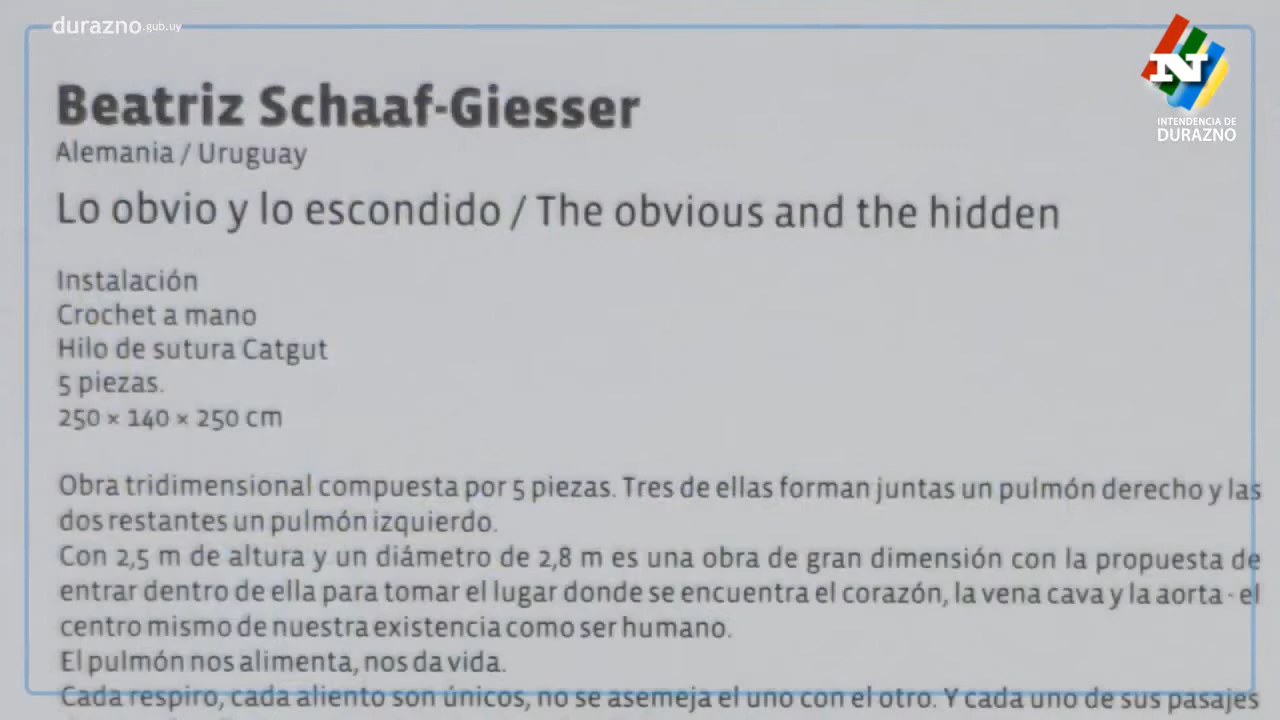 durazno.gub.uy
N
INTENDENCIA DE
DURAZNO
Beatriz Schaaf-Giesser
Alemania / Uruguay
Lo obvio y lo escondido / The obvious and the hidden
Instalación
Crochet a mano
Hilo de sutura Catgut
5 piezas.
250 × 140 × 250 cm
Obra tridimensional compuesta por 5 piezas. Tres de ellas forman juntas un pulmón derecho y las
dos restantes un pulmón izquierdo.
Con 2,5 m de altura y un diámetro de 2,8 m es una obra de gran dimensión con la propuesta de
entrar dentro de ella para tomar el lugar donde se encuentra el corazón, la vena cava y la aorta - el
centro mismo de nuestra existencia como ser humano.
El pulmón nos alimenta, nos da vida.
Cada respiro, cada aliento son únicos, no se asemeja el uno con el otro. Y cada uno de sus pasajes